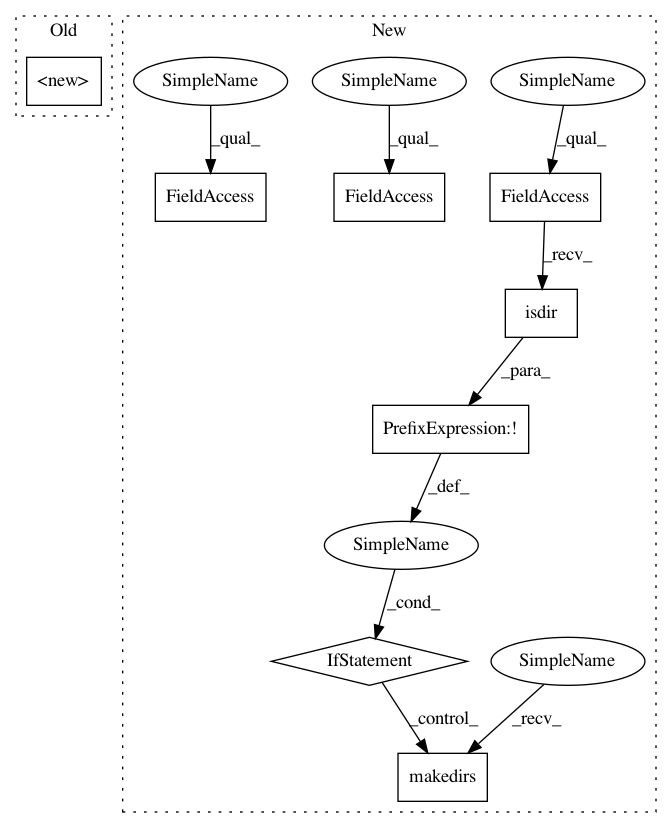 Old
New
<new>
SimpleName
SimpleName
SimpleName
_qual_
_qual_
_qual_
FieldAccess
FieldAccess
FieldAccess
_recv_
isdir
_para_
PrefixExpression:!
_def_
SimpleName
_cond_
IfStatement
SimpleName
_control_
_recv_
makedirs